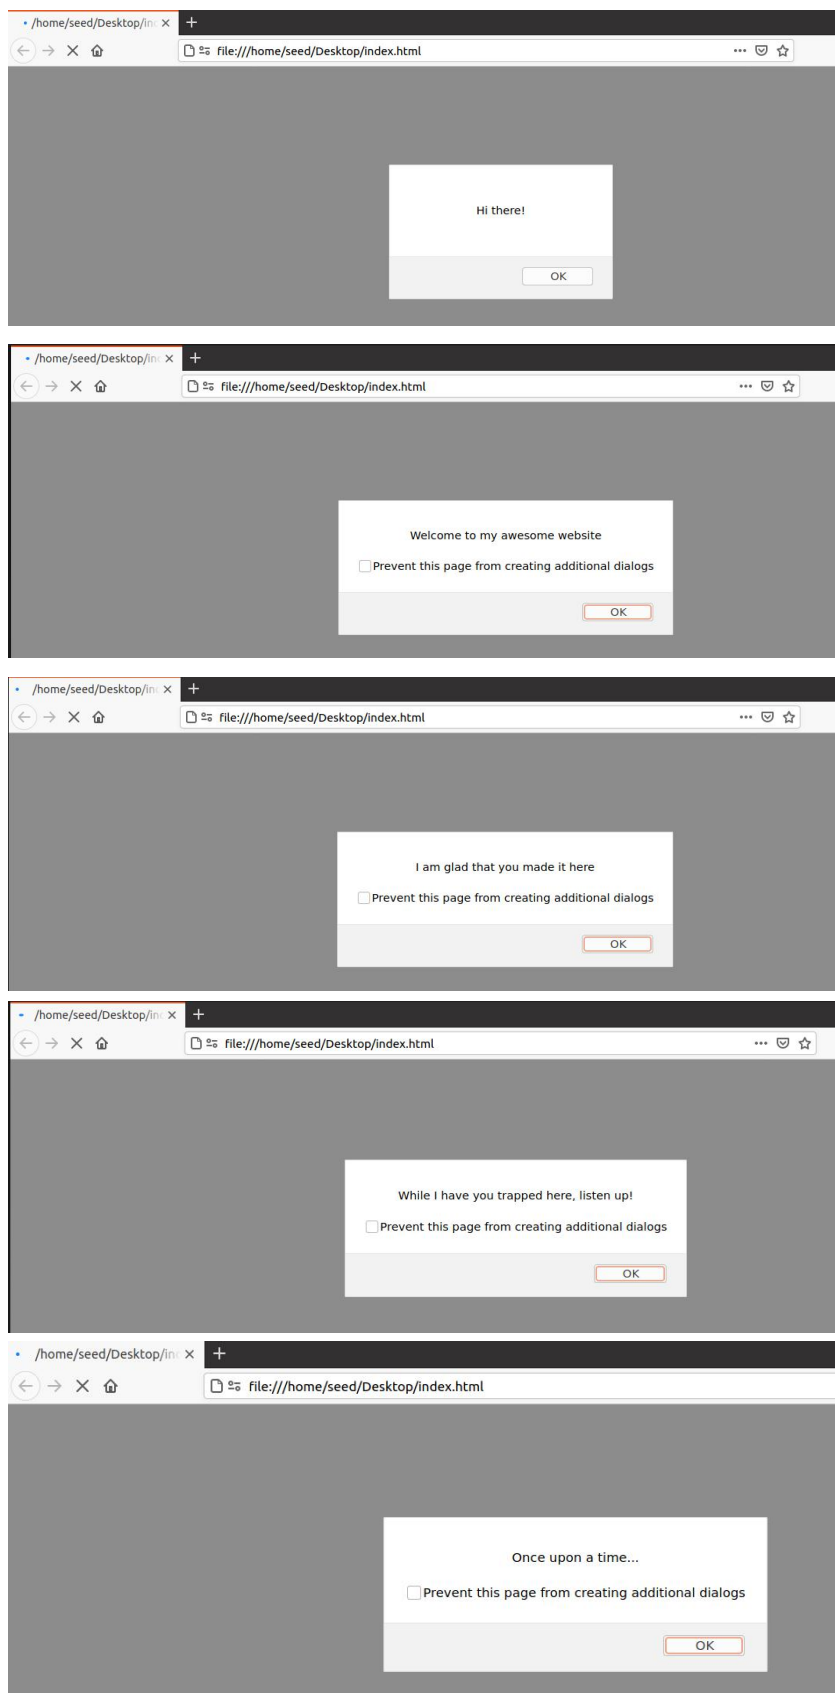 /home/seed/Desktop/in
file:///home/seed/Desktop/index.html
Hi there!
OK
/home/seed/Desktop/in
file:///home/seed/Desktop/index.html
Welcome to my awesome website
Prevent this page from creating additional dialogs
OK
/home/seed/Desktop/in
file:///home/seed/Desktop/index.html
I am glad that you made it here
Prevent this page from creating additional dialogs
OK
/home/seed/Desktop/in
file:///home/seed/Desktop/index.html
While I have you trapped here, listen up!
Prevent this page from creating additional dialogs
OK
/home/seed/Desktop/in
file:///home/seed/Desktop/index.html
Once upon a time...
Prevent this page from creating additional dialogs
OK